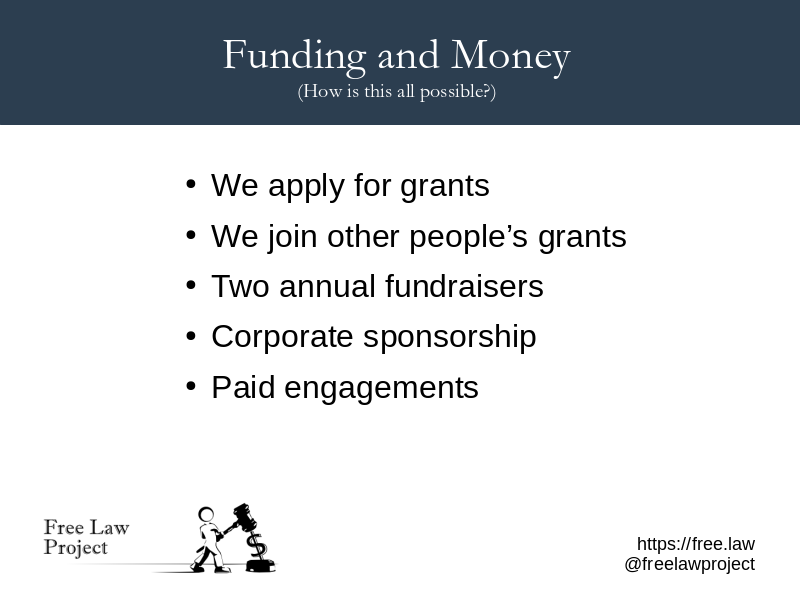 Funding and Money
(How is this all possible?)
• We apply for grants
• We join other people’s grants
• Two annual fundraisers
• Corporate sponsorship
• Paid engagements
Free Law
Project
$
https://free.law
@freelawproject